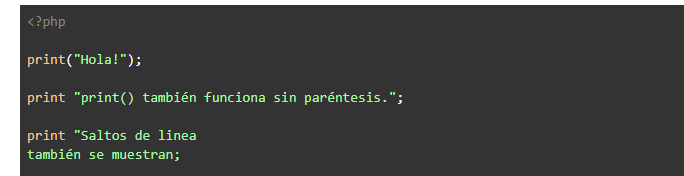 <?php
print("Hola!");
print "print() también funciona sin paréntesis.";
print "Saltos de linea
también se muestran;